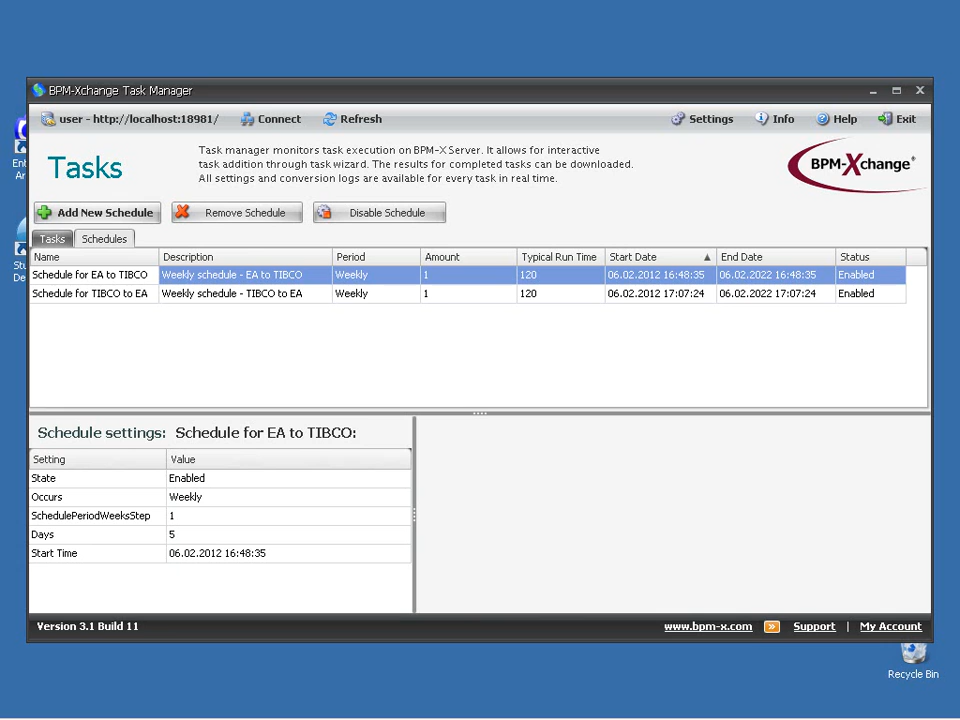 BPM-Xchange Task Manager
user - http://localhost:18981/ Connect Refresh Settings Info Help Exit
Tasks
Task manager monitors task execution on BPM-X Server. It allows for interactive
task addition through task wizard. The results for completed tasks can be downloaded.
All settings and conversion logs are available for every task in real time.
BPM-Xchange®
Add New Schedule Remove Schedule Disable Schedule
Tasks Schedules
Name Description Period Amount Typical Run Time Start Date End Date Status
Schedule for EA to TIBCO Weekly schedule - EA to TIBCO Weekly 1 120 06.02.2012 16:48:35 06.02.2022 16:48:35 Enabled
Schedule for TIBCO to EA Weekly schedule - TIBCO to EA Weekly 1 120 06.02.2012 17:07:24 06.02.2022 17:07:24 Enabled
Schedule settings: Schedule for EA to TIBCO:
Setting Value
State Enabled
Occurs Weekly
SchedulePeriodWeeksStep 1
Days 5
Start Time 06.02.2012 16:48:35
Version 3.1 Build 11 www.bpm-x.com Support | My Account
Ent
Ar
Stu
De
Recycle Bin